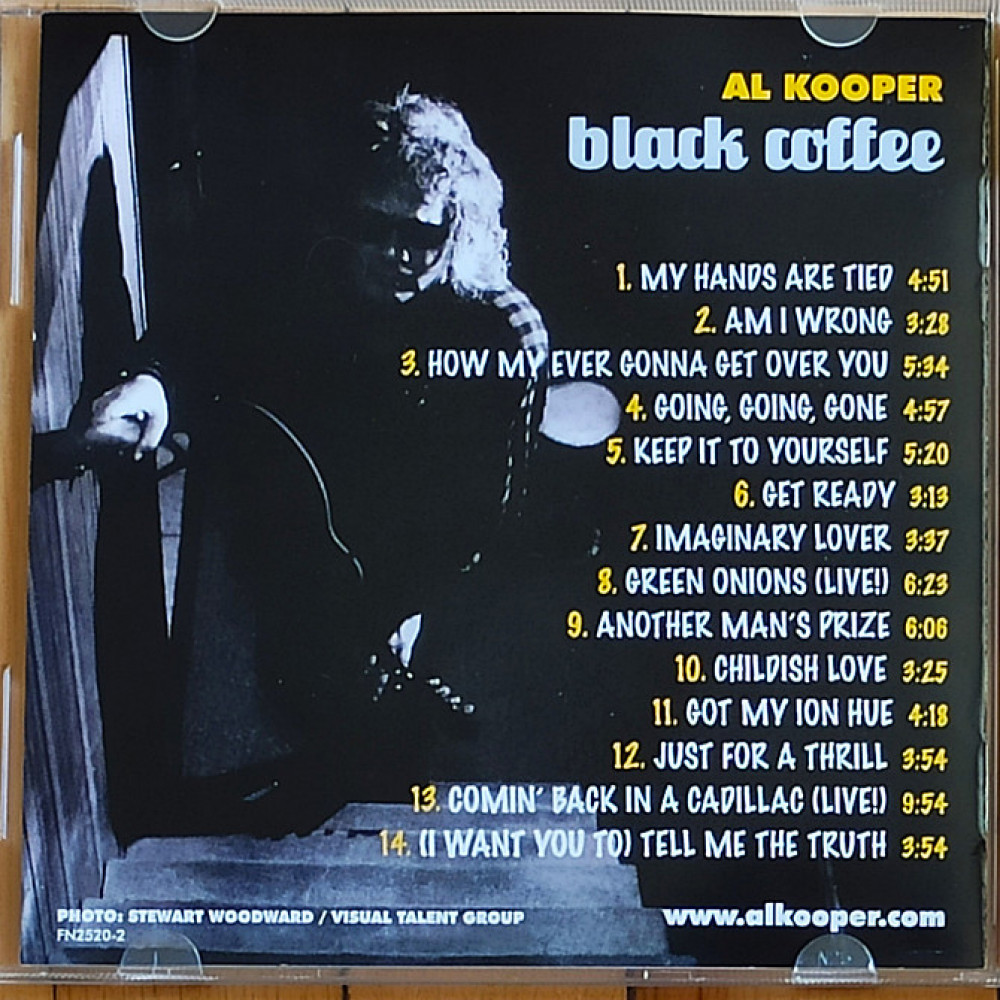 AL KOOPER
black coffee
1. MY HANDS ARE TIED 4:51
2. AM I WRONG 3:28
3. HOW MY EVER GONNA GET OVER YOU 5:34
4. GOING, GOING, GONE 4:57
5. KEEP IT TO YOURSELF 5:20
6. GET READY 3:13
7. IMAGINARY LOVER 3:37
8. GREEN ONIONS (LIVE!) 6:23
9. ANOTHER MAN'S PRIZE 6:06
10. CHILDISH LOVE 3:25
11. GOT MY ION HUE 4:18
12. JUST FOR A THRILL 3:54
13. COMIN' BACK IN A CADILLAC (LIVE!) 9:54
14. (I WANT YOU TO) TELL ME THE TRUTH 3:54
PHOTO: STEWART WOODWARD / VISUAL TALENT GROUP
FN2520-2
www.alkooper.com